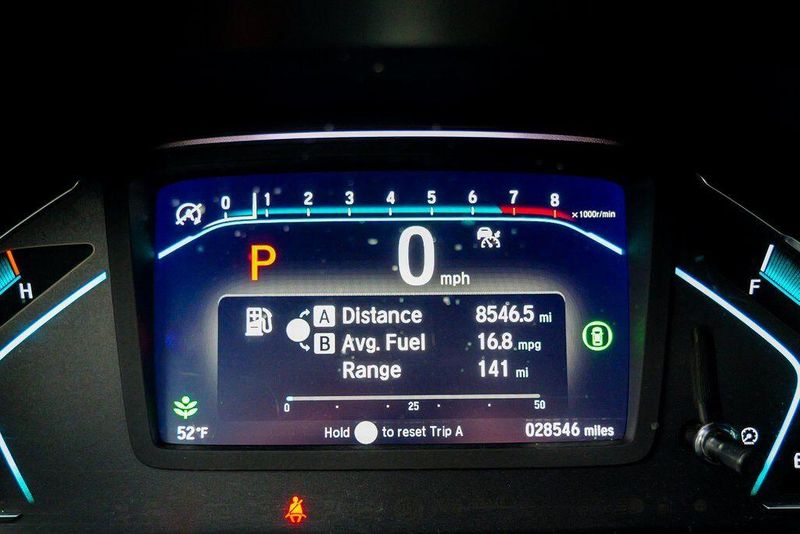 0 1 2 3 4 5 6 7 8 x1000r/min
P 0 mph
H
F
A Distance 8546.5 mi
B Avg. Fuel 16.8 mpg
Range 141 mi
0 25 50
52°F
Hold to reset Trip A
028546 miles